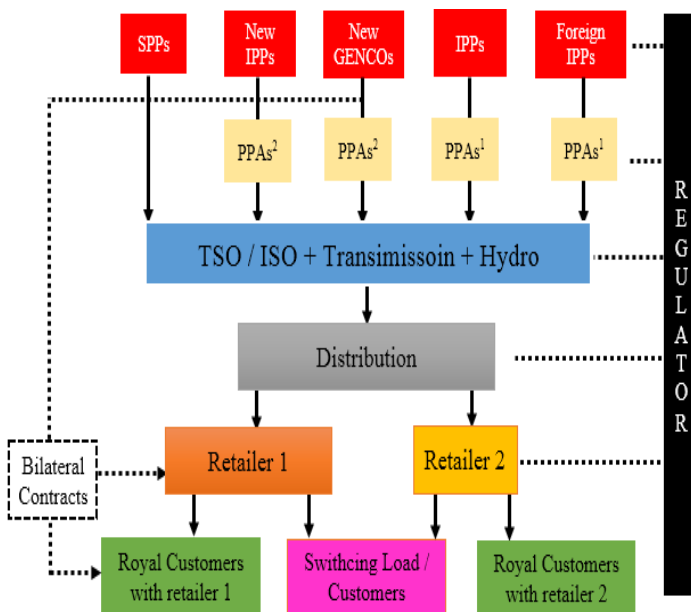 SPPs
New
IPPs
New
GENCOs
IPPs
Foreign
IPPs
PPAs²
PPAs²
PPAs¹
PPAs¹
REGULATOR
TSO / ISO + Transimissoin + Hydro
Distribution
Retailer 1
Retailer 2
Bilateral
Contracts
Royal Customers
with retailer 1
Swithcing Load /
Customers
Royal Customers
with retailer 2